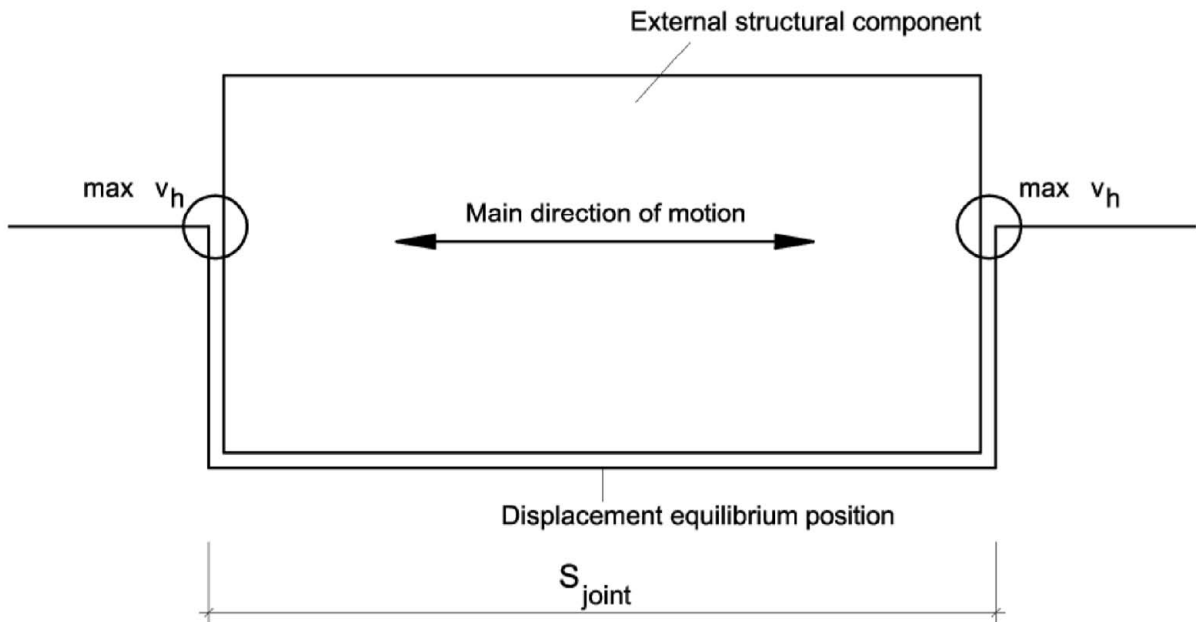 External structural component
max v_h
max v_h
Main direction of motion
Displacement equilibrium position
S_joint